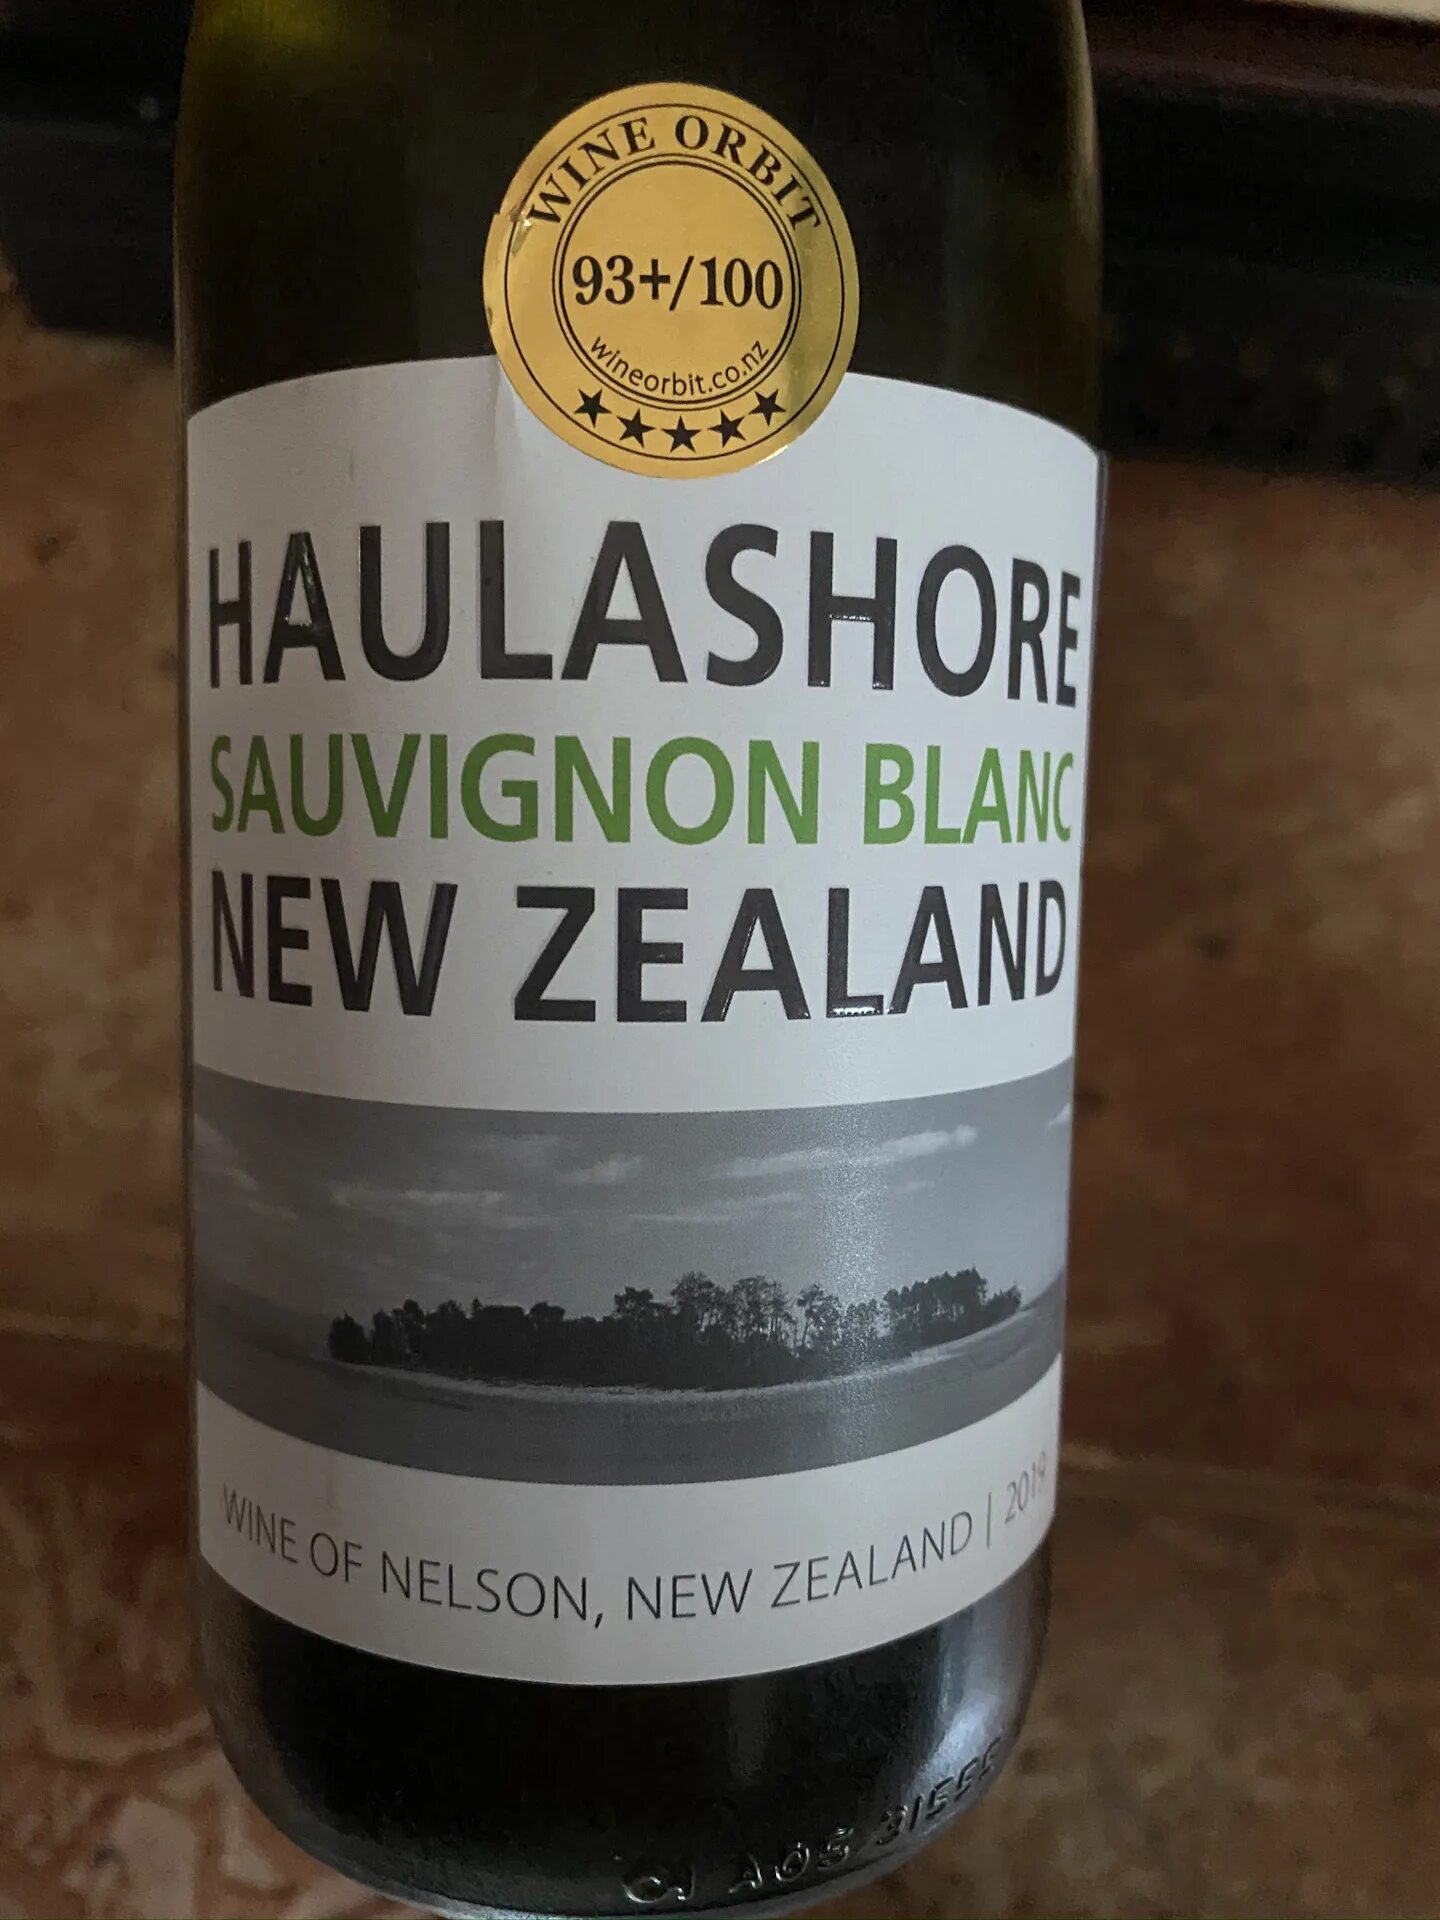 WINE ORBIT
93+/100
wineorbit.co.nz
HAULASHORE
SAUVIGNON BLANC
NEW ZEALAND
WINE OF NELSON, NEW ZEALAND | 2019